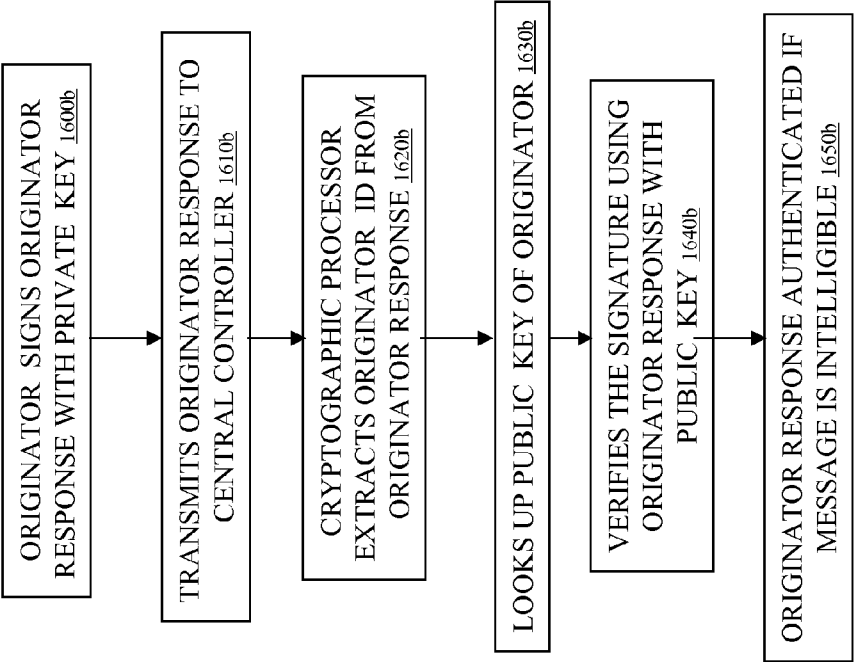 ORIGINATOR SIGNS ORIGINATOR
RESPONSE WITH PRIVATE KEY 1600b
TRANSMITS ORIGINATOR RESPONSE TO
CENTRAL CONTROLLER 1610b
CRYPTOGRAPHIC PROCESSOR
EXTRACTS ORIGINATOR ID FROM
ORIGINATOR RESPONSE 1620b
LOOKS UP PUBLIC KEY OF ORIGINATOR 1630b
VERIFIES THE SIGNATURE USING
ORIGINATOR RESPONSE WITH
PUBLIC KEY 1640b
ORIGINATOR RESPONSE AUTHENTICATED IF
MESSAGE IS INTELLIGIBLE 1650b